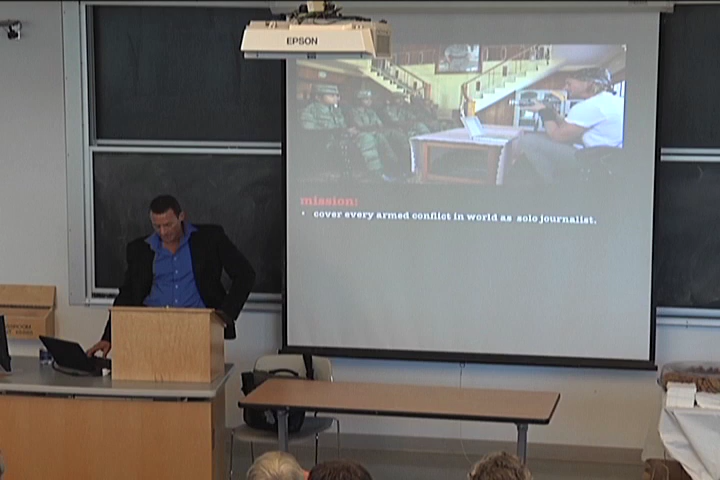 EPSON
mission:
• cover every armed conflict in world as solo journalist.